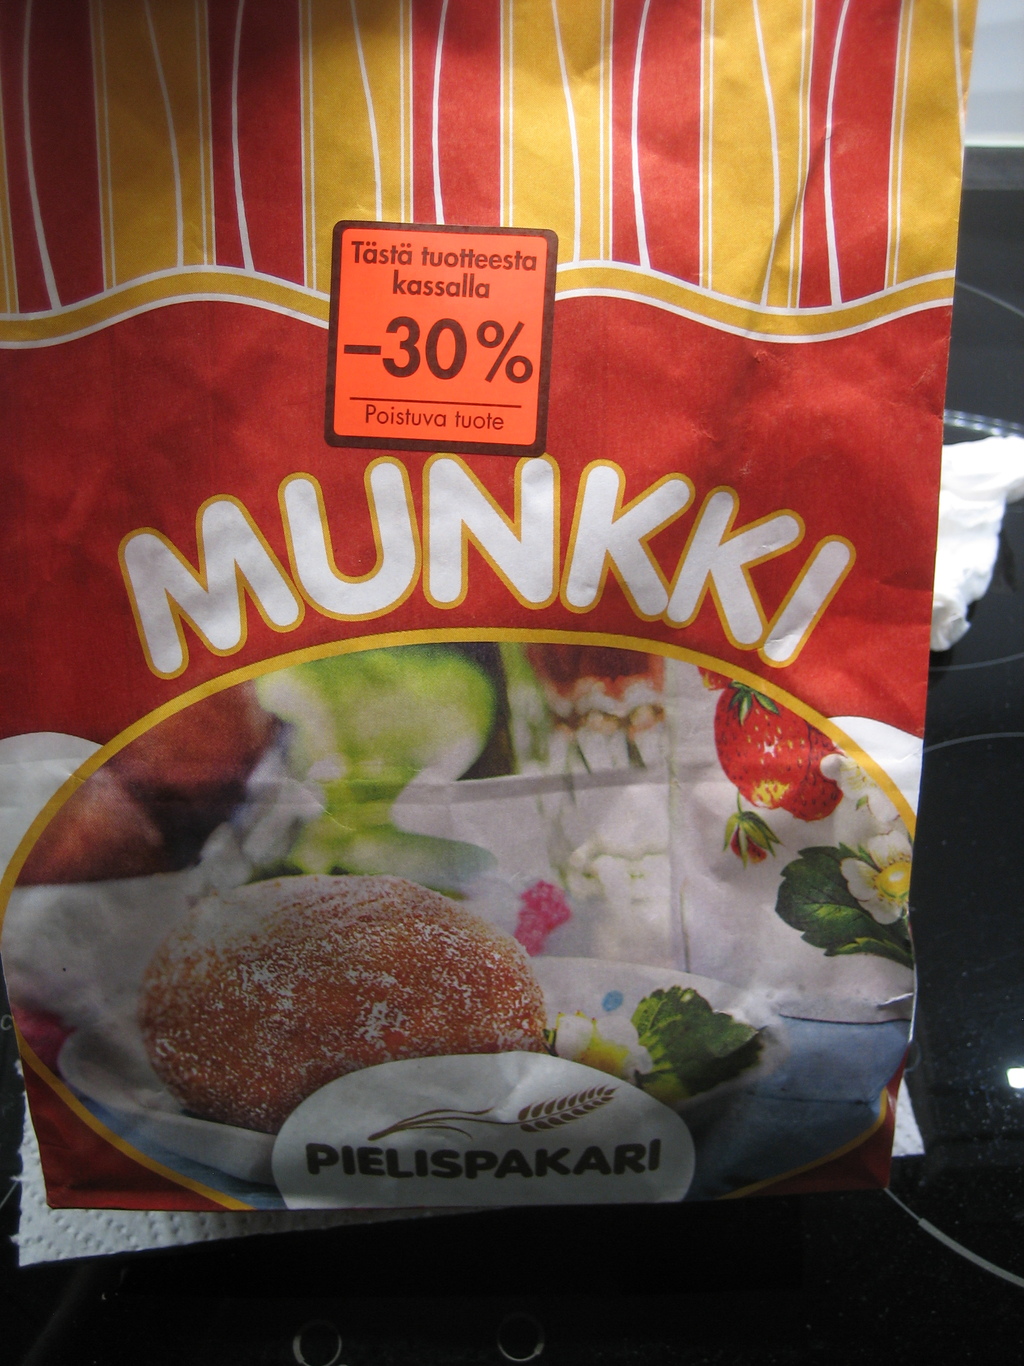 Tästä tuotteesta
kassalla
–30%
Poistuva tuote
MUNKKI
PIELISPAKARI